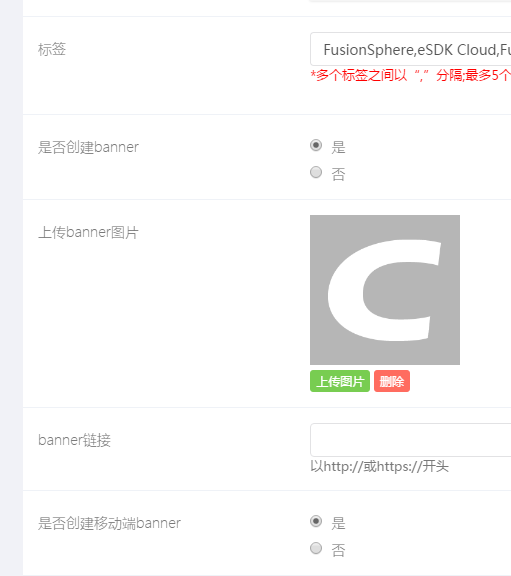 标签
FusionSphere,eSDK Cloud,Fu
*多个标签之间以“,”分隔;最多5个
是否创建banner
是
否
上传banner图片
C
上传图片 删除
banner链接
以http://或https://开头
是否创建移动端banner
是
否